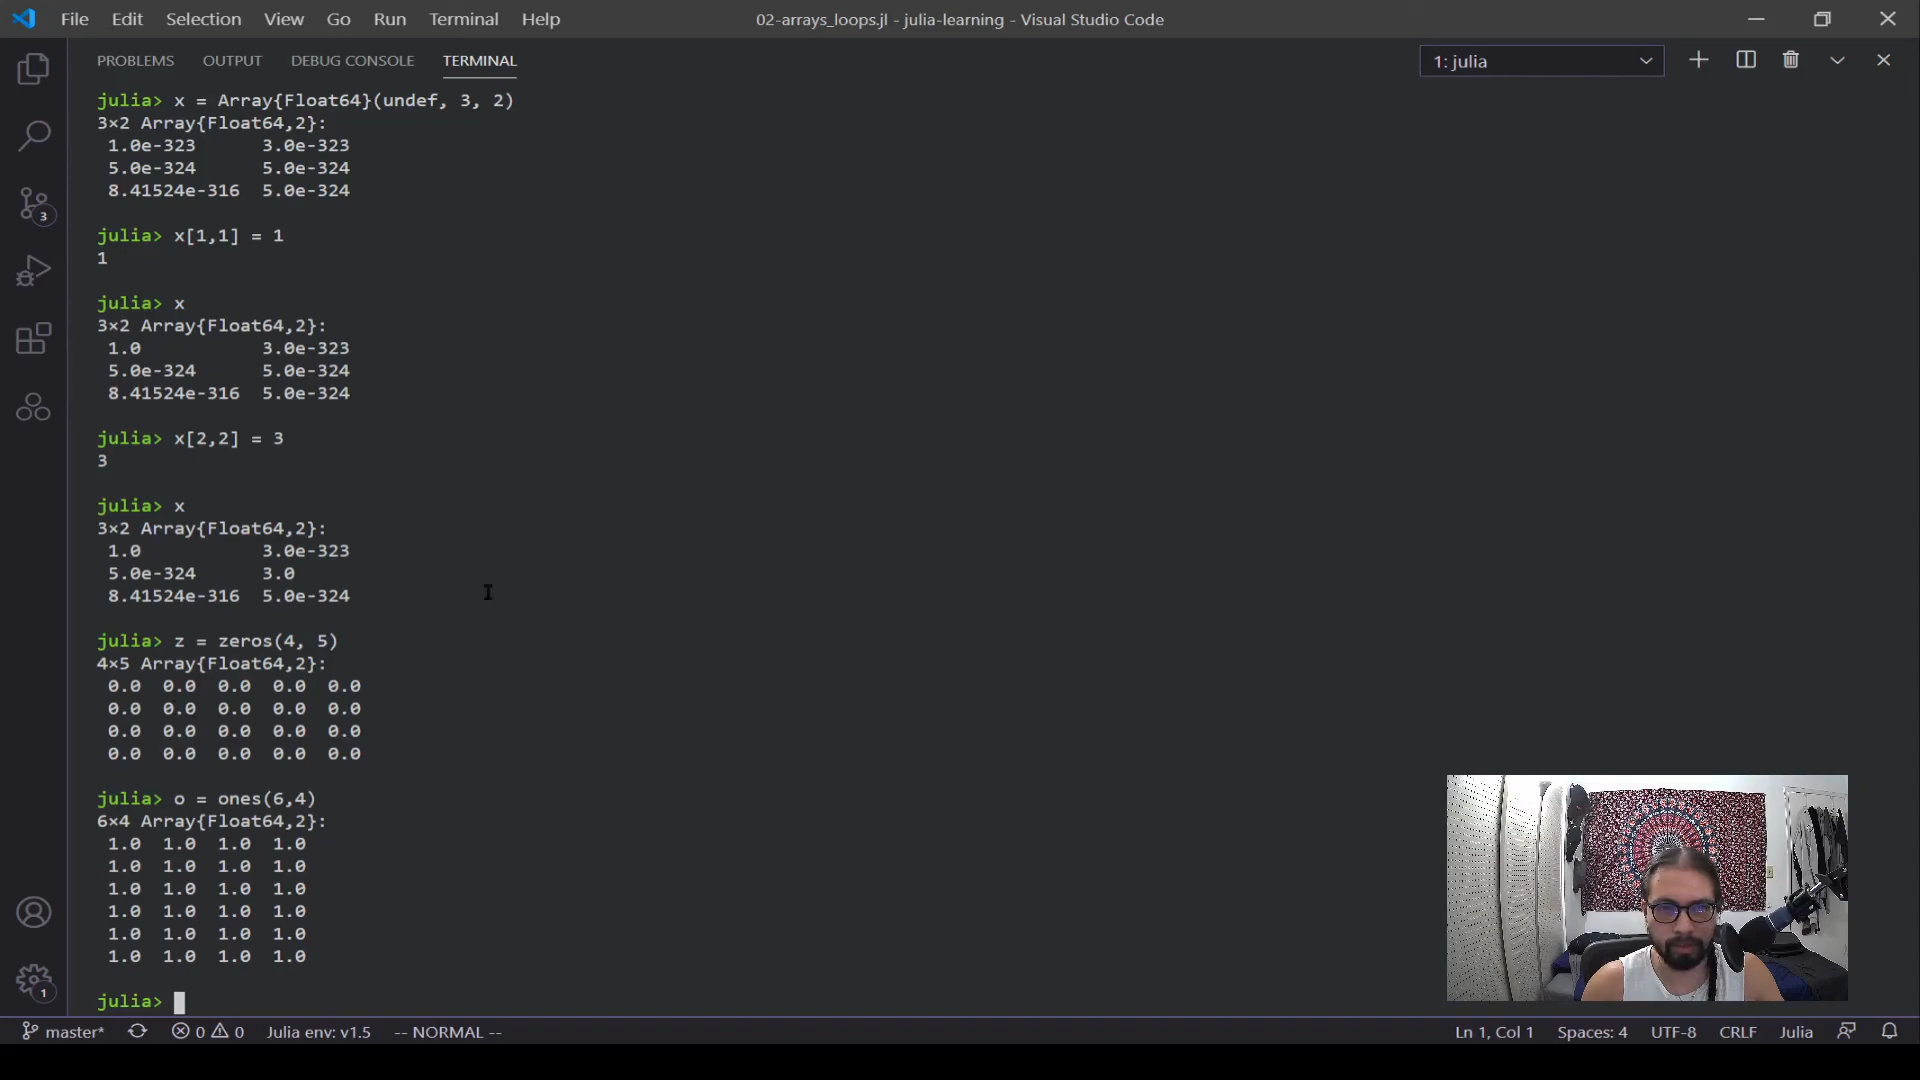 File Edit Selection View Go Run Terminal Help 02-arrays_loops.jl - julia-learning - Visual Studio Code
PROBLEMS OUTPUT DEBUG CONSOLE TERMINAL 1: julia
julia> x = Array{Float64}(undef, 3, 2)
3×2 Array{Float64,2}:
1.0e-323 3.0e-323
5.0e-324 5.0e-324
8.41524e-316 5.0e-324
julia> x[1,1] = 1
1
julia> x
3×2 Array{Float64,2}:
1.0 3.0e-323
5.0e-324 5.0e-324
8.41524e-316 5.0e-324
julia> x[2,2] = 3
3
julia> x
3×2 Array{Float64,2}:
1.0 3.0e-323
5.0e-324 3.0
8.41524e-316 5.0e-324
julia> z = zeros(4, 5)
4×5 Array{Float64,2}:
0.0 0.0 0.0 0.0 0.0
0.0 0.0 0.0 0.0 0.0
0.0 0.0 0.0 0.0 0.0
0.0 0.0 0.0 0.0 0.0
julia> o = ones(6,4)
6×4 Array{Float64,2}:
1.0 1.0 1.0 1.0
1.0 1.0 1.0 1.0
1.0 1.0 1.0 1.0
1.0 1.0 1.0 1.0
1.0 1.0 1.0 1.0
1.0 1.0 1.0 1.0
julia>
3
1
master* 0 0 Julia env: v1.5 -- NORMAL -- Ln 1, Col 1 Spaces: 4 UTF-8 CRLF Julia